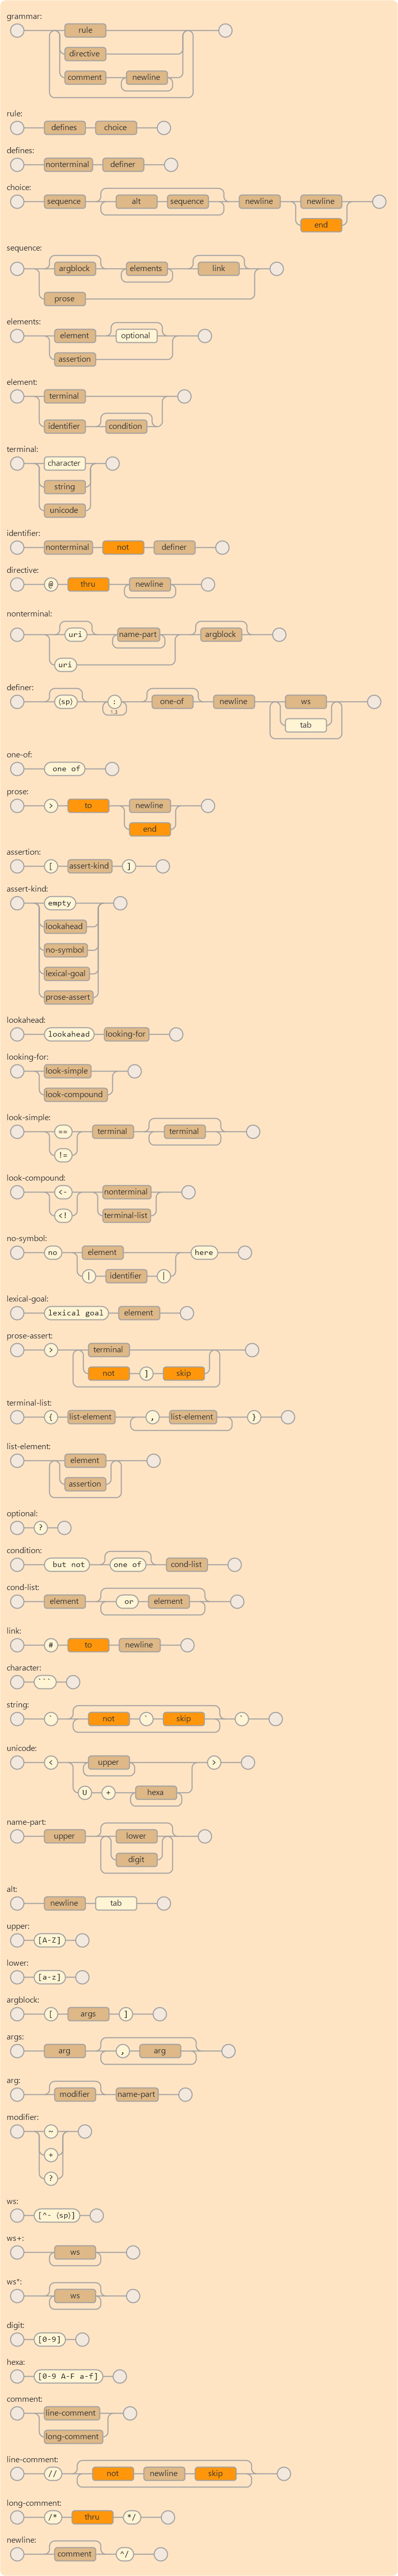 grammar:
rule
directive
comment newline
rule:
defines choice
defines:
nonterminal definer
choice:
sequence alt sequence newline newline
end
sequence:
argblock elements link
prose
elements:
element optional
assertion
element:
terminal
identifier condition
terminal:
character
string
unicode
identifier:
nonterminal not definer
directive:
@ thru newline
nonterminal:
uri name-part argblock
uri
definer:
(sp) : one-of newline ws
1,3
tab
one-of:
one of
prose:
> to newline
end
assertion:
[ assert-kind ]
assert-kind:
empty
lookahead
no-symbol
lexical-goal
prose-assert
lookahead:
lookahead looking-for
looking-for:
look-simple
look-compound
look-simple:
== terminal terminal
!=
look-compound:
<- nonterminal
<! terminal-list
no-symbol:
no element here
| identifier |
lexical-goal:
lexical goal element
prose-assert:
> terminal
not ] skip
terminal-list:
{ list-element , list-element }
list-element:
element
assertion
optional:
?
condition:
but not one of cond-list
cond-list:
element or element
link:
# to newline
character:
```
string:
` not ` skip `
unicode:
< upper >
U + hexa
name-part:
upper lower
digit
alt:
newline tab
upper:
[A-Z]
lower:
[a-z]
argblock:
[ args ]
args:
arg , arg
arg:
modifier name-part
modifier:
~
+
?
ws:
[^- (sp)]
ws+:
ws
ws*:
ws
digit:
[0-9]
hexa:
[0-9 A-F a-f]
comment:
line-comment
long-comment
line-comment:
// not newline skip
long-comment:
/* thru */
newline:
comment ^/